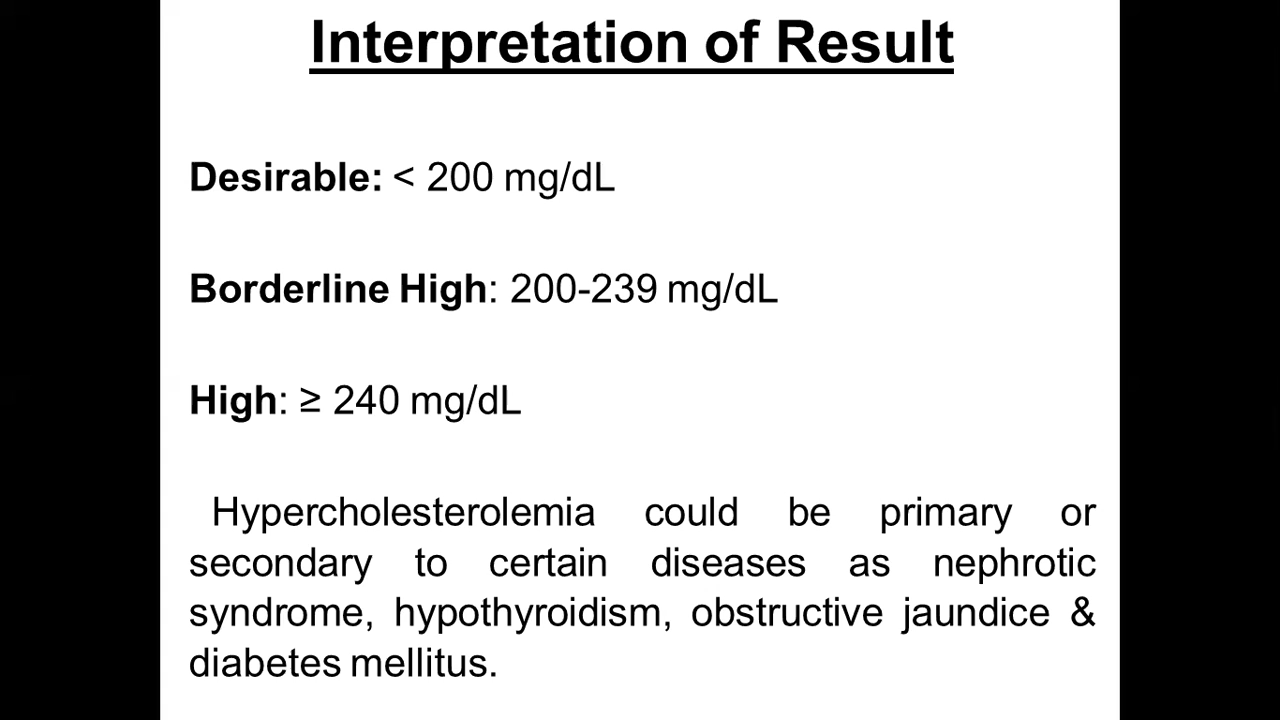 Interpretation of Result
Desirable: < 200 mg/dL
Borderline High: 200-239 mg/dL
High: ≥ 240 mg/dL
Hypercholesterolemia could be primary or
secondary to certain diseases as nephrotic
syndrome, hypothyroidism, obstructive jaundice &
diabetes mellitus.